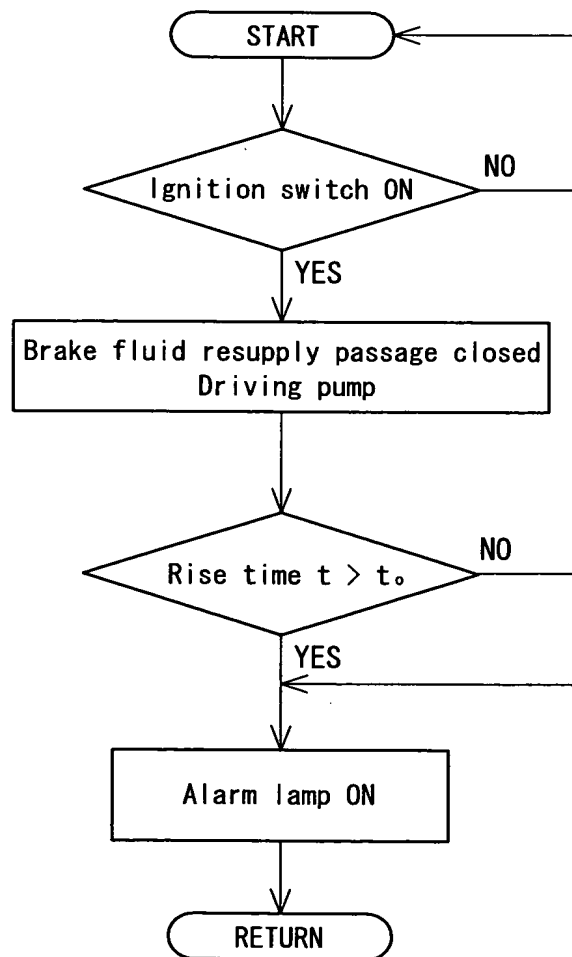 START
Ignition switch ON
NO
YES
Brake fluid resupply passage closed
Driving pump
Rise time t > t₀
NO
YES
Alarm lamp ON
RETURN